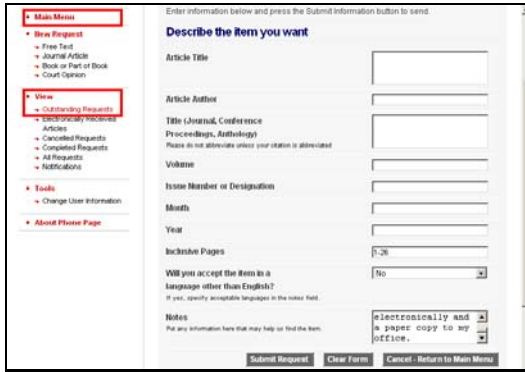 Main Menu
New Request
Free Text
Journal Article
Book or Part of Book
Court Opinion
View
Outstanding Requests
Electronically Received
Articles
Cancelled Requests
Completed Requests
All Requests
Notifications
Tools
Change User Information
About Phone Page
Enter information below and press the Submit Information button to send.
Describe the item you want
Article Title
Article Author
Title (Journal, Conference
Proceedings, Anthology)
Please do not abbreviate unless your citation is abbreviated
Volume
Issue Number or Designation
Month
Year
Inclusive Pages
1-26
Will you accept the item in a
language other than English?
If yes, specify acceptable languages in the notes field.
No
Notes
Put any information here that may help us find the item.
electronically and
a paper copy to my
office.
Submit Request
Clear Form
Cancel - Return to Main Menu